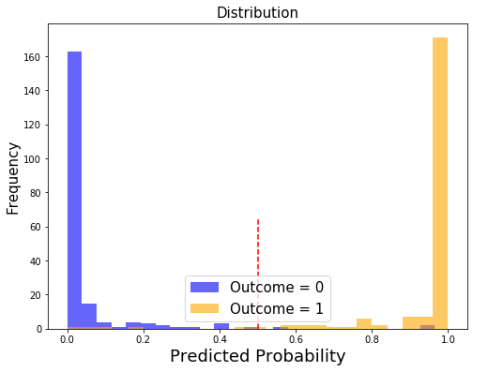 Distribution
Frequency
160
140
120
100
80
60
40
20
0
Outcome = 0
Outcome = 1
0.0 0.2 0.4 0.6 0.8 1.0
Predicted Probability